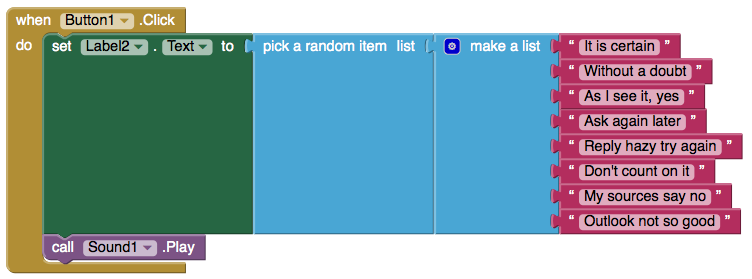 when Button1 .Click
do set Label2 . Text to pick a random item list make a list " It is certain "
" Without a doubt "
" As I see it, yes "
" Ask again later "
" Reply hazy try again "
" Don't count on it "
" My sources say no "
" Outlook not so good "
call Sound1 .Play